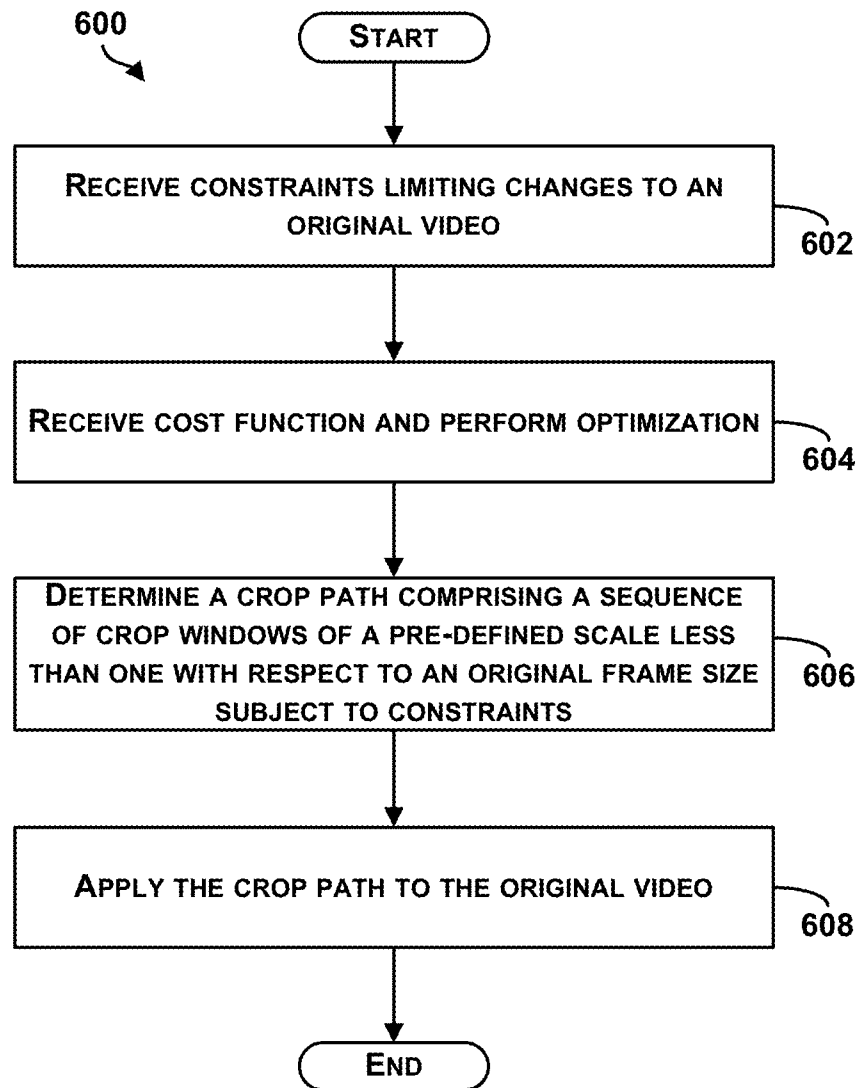 600
START
RECEIVE CONSTRAINTS LIMITING CHANGES TO AN
ORIGINAL VIDEO
602
RECEIVE COST FUNCTION AND PERFORM OPTIMIZATION
604
DETERMINE A CROP PATH COMPRISING A SEQUENCE
OF CROP WINDOWS OF A PRE-DEFINED SCALE LESS
THAN ONE WITH RESPECT TO AN ORIGINAL FRAME SIZE
SUBJECT TO CONSTRAINTS
606
APPLY THE CROP PATH TO THE ORIGINAL VIDEO
608
END